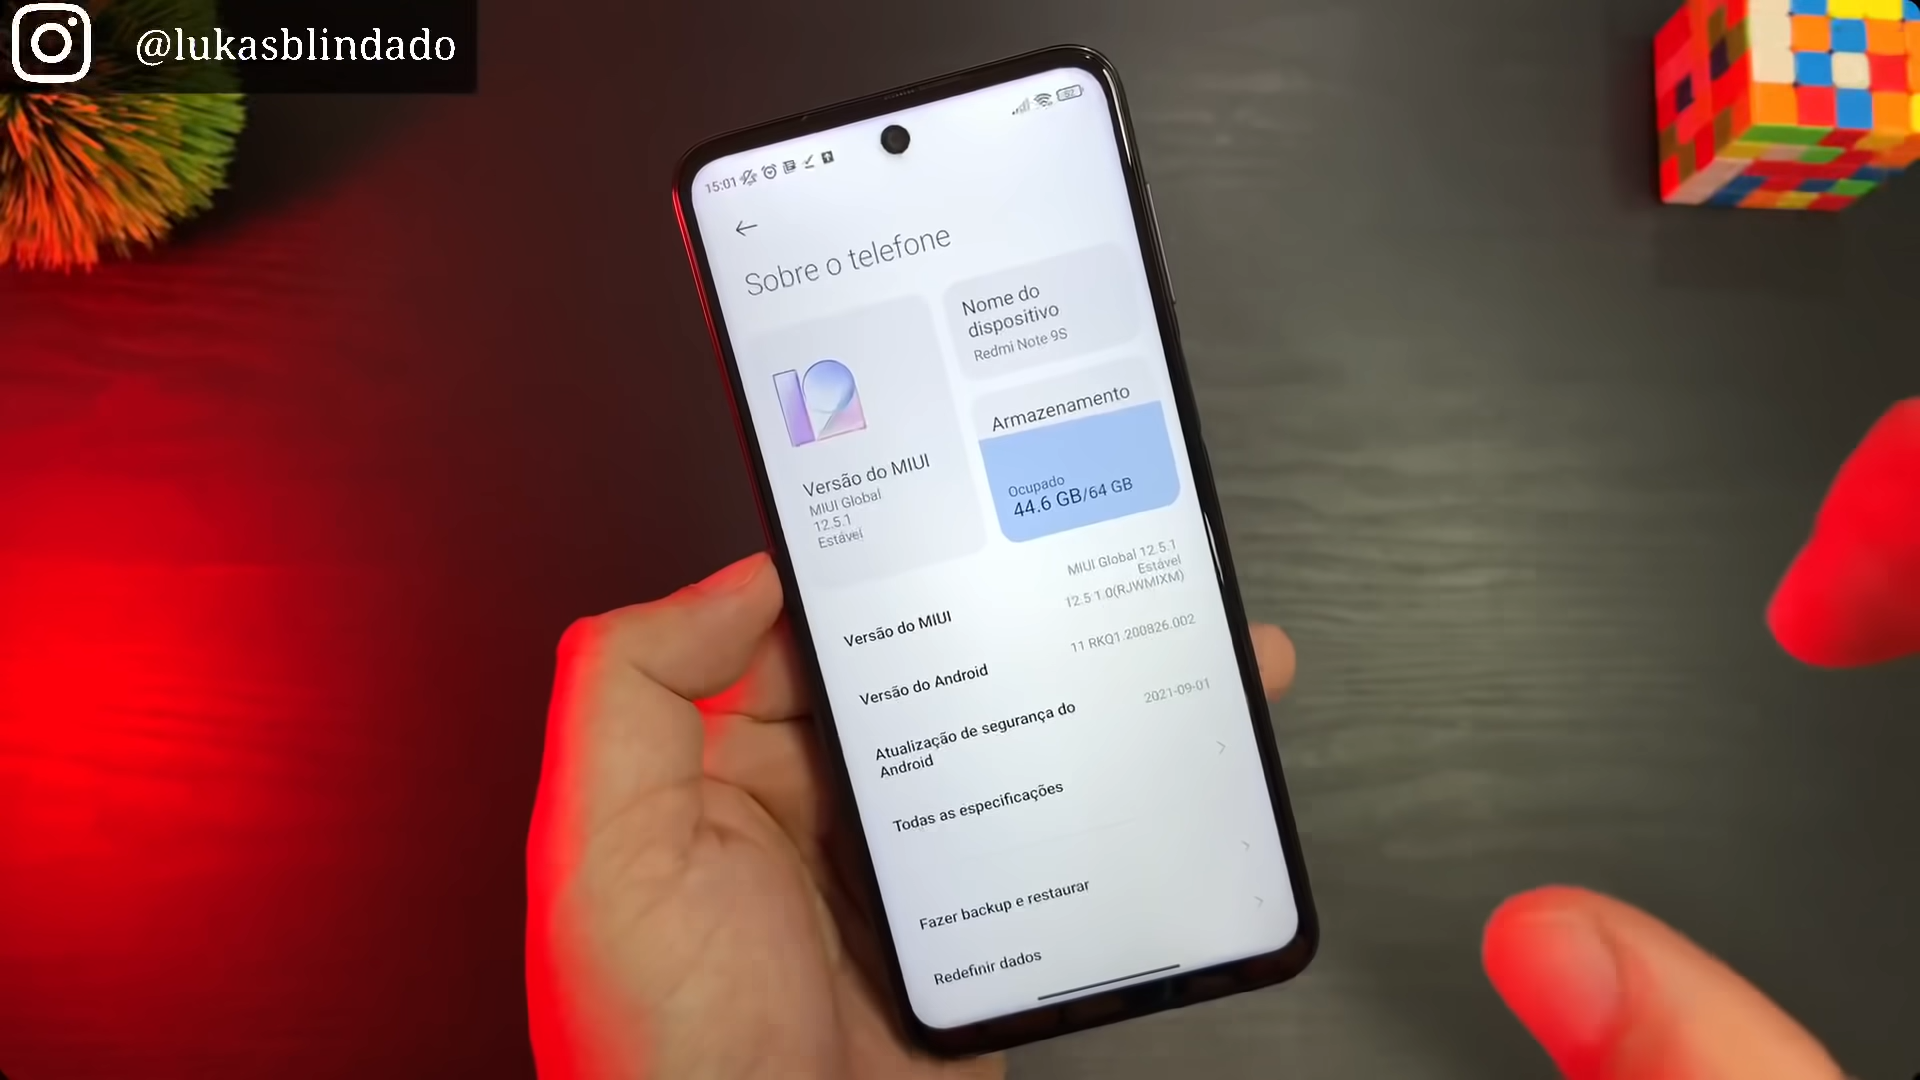 @lukasblindado
15:01
Sobre o telefone
Nome do
dispositivo
Redmi Note 9S
Armazenamento
Ocupado
44.6 GB/64 GB
Versão do MIUI
MIUI Global
12.5.1
Estável
Versão do MIUI
MIUI Global 12.5.1
Estável
12.5.1.0(RJWMIXM)
Versão do Android
11 RKQ1.200826.002
Atualização de segurança do
Android
2021-09-01
Todas as especificações
Fazer backup e restaurar
Redefinir dados